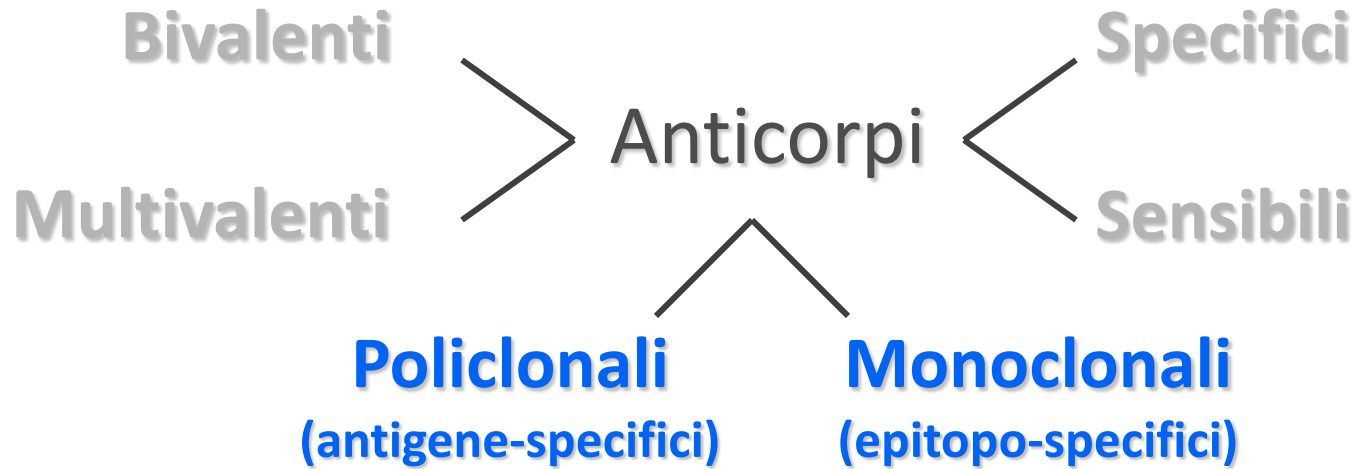 Bivalenti
Specifici
Anticorpi
Multivalenti
Sensibili
Policlonali
Monoclonali
(antigene-specifici)
(epitopo-specifici)